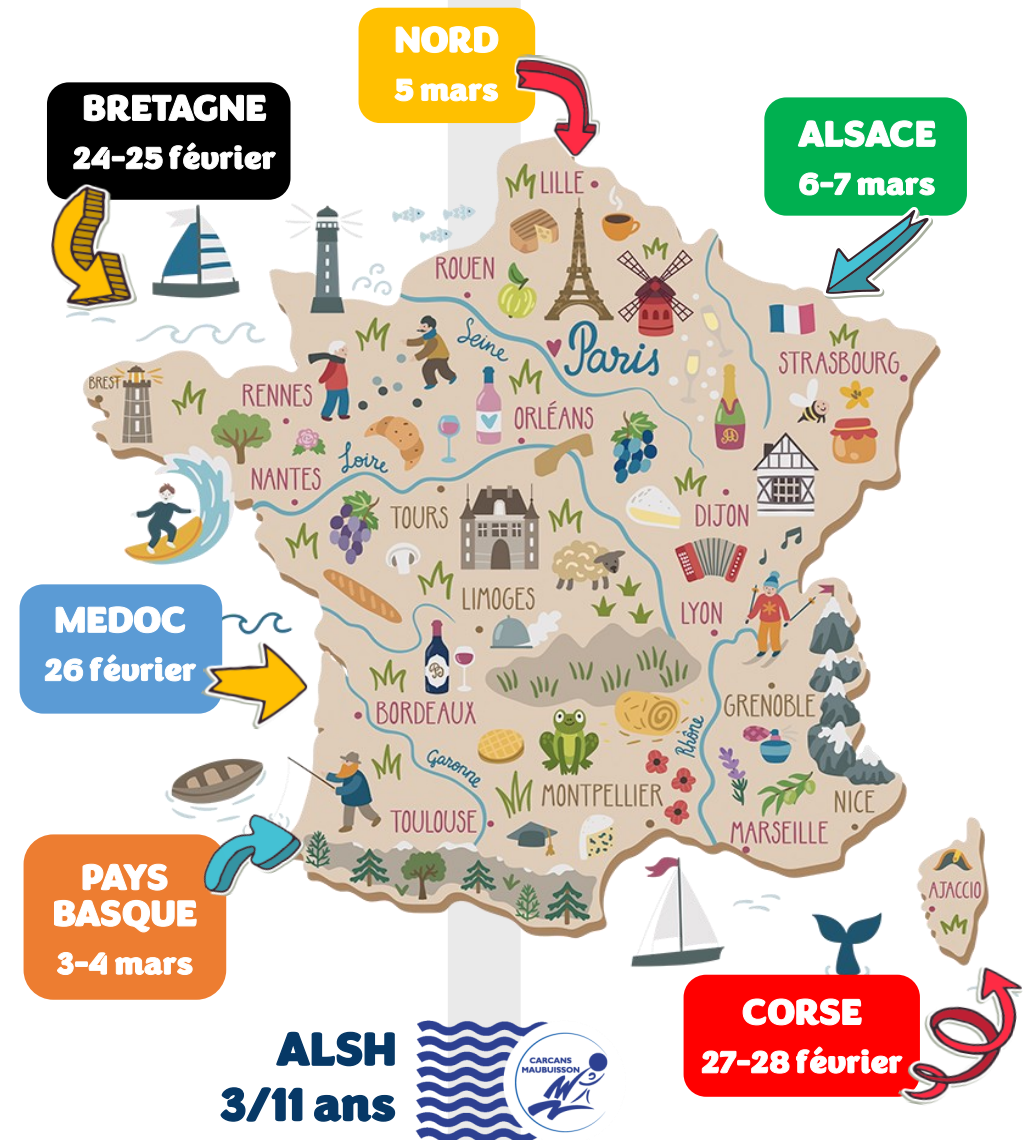 NORD
5 mars
BRETAGNE
24-25 février
ALSACE
6-7 mars
LILLE
ROUEN
Seine
Paris
STRASBOURG
BREST
RENNES
ORLÉANS
Loire
NANTES
TOURS
DIJON
LIMOGES
LYON
MEDOC
26 février
BORDEAUX
GRENOBLE
Rhône
Garonne
MONTPELLIER
NICE
TOULOUSE
MARSEILLE
PAYS
BASQUE
3-4 mars
AJACCIO
CORSE
27-28 février
ALSH
3/11 ans
CARCANS
MAUBUISSON